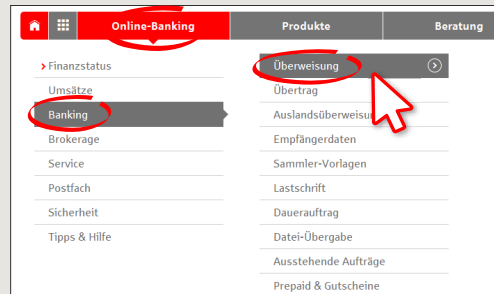 Online-Banking Produkte Beratung
Finanzstatus
Umsätze
Banking
Brokerage
Service
Postfach
Sicherheit
Tipps & Hilfe
Überweisung
Übertrag
Auslandsüberweisung
Empfängerdaten
Sammler-Vorlagen
Lastschrift
Dauerauftrag
Datei-Übergabe
Ausstehende Aufträge
Prepaid & Gutscheine